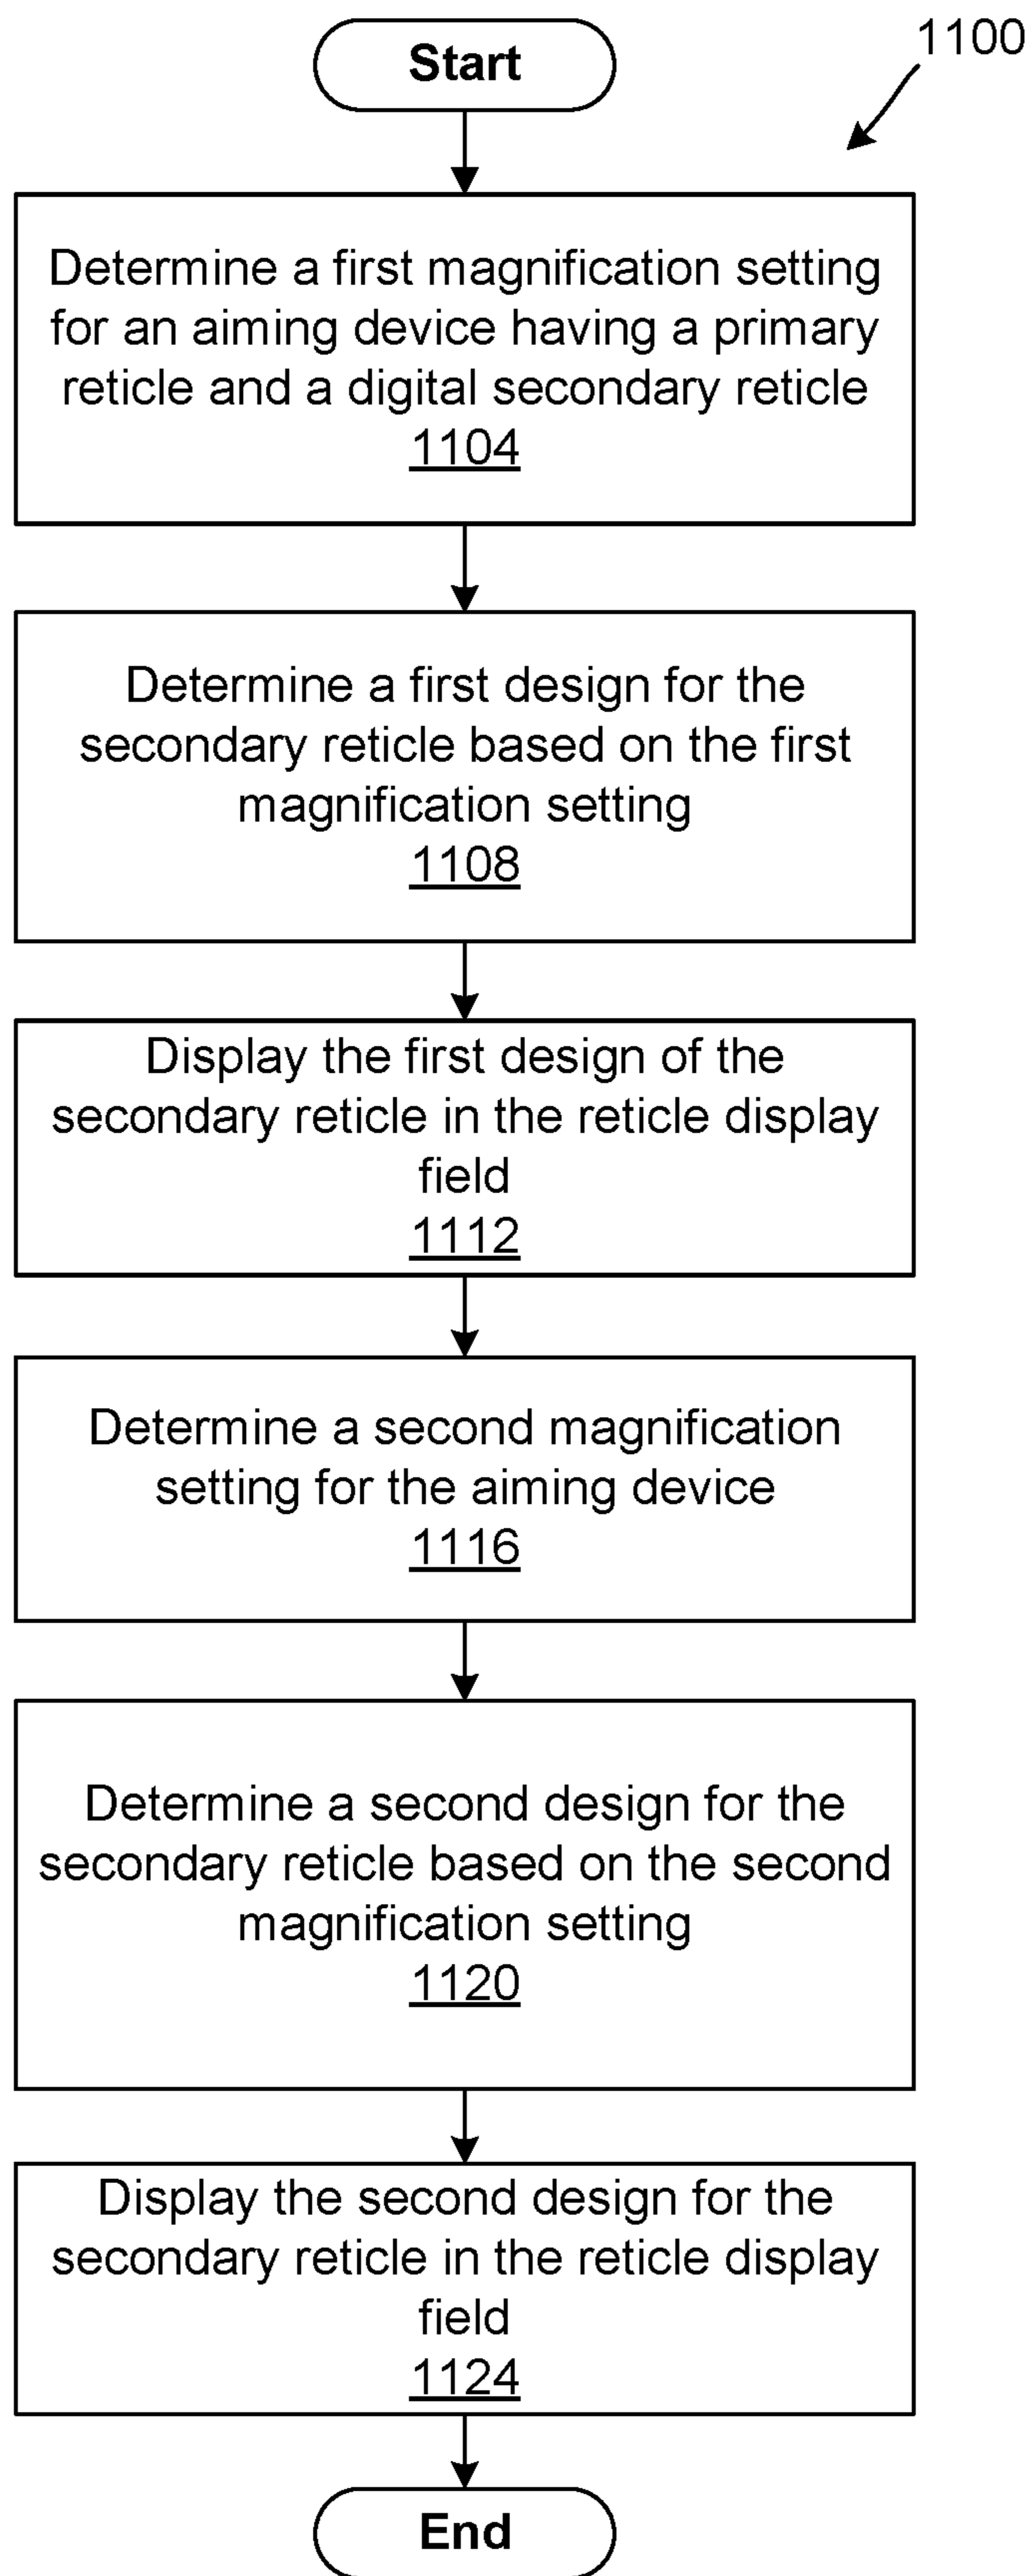 Start
1100
Determine a first magnification setting
for an aiming device having a primary
reticle and a digital secondary reticle
1104
Determine a first design for the
secondary reticle based on the first
magnification setting
1108
Display the first design of the
secondary reticle in the reticle display
field
1112
Determine a second magnification
setting for the aiming device
1116
Determine a second design for the
secondary reticle based on the second
magnification setting
1120
Display the second design for the
secondary reticle in the reticle display
field
1124
End